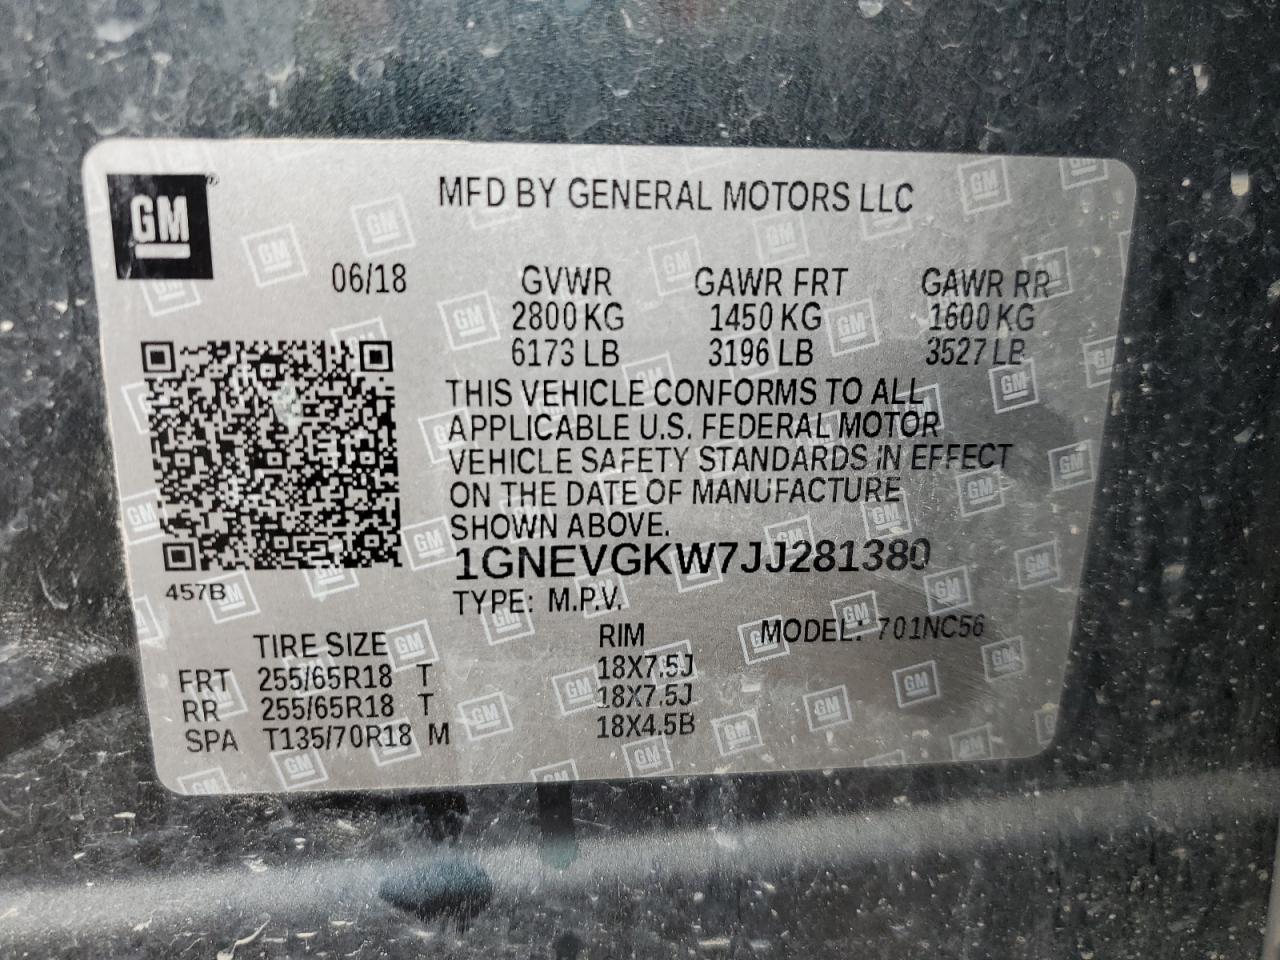 GM
MFD BY GENERAL MOTORS LLC
06/18 GVWR GAWR FRT GAWR RR
2800 KG 1450 KG 1600 KG
6173 LB 3196 LB 3527 LB
THIS VEHICLE CONFORMS TO ALL
APPLICABLE U.S. FEDERAL MOTOR
VEHICLE SAFETY STANDARDS IN EFFECT
ON THE DATE OF MANUFACTURE
SHOWN ABOVE.
1GNEVGKW7JJ281380
457B
TYPE: M.P.V.
TIRE SIZE RIM MODEL: 701NC56
FRT 255/65R18 T 18X7.5J
RR 255/65R18 T 18X7.5J
SPA T135/70R18 M 18X4.5B